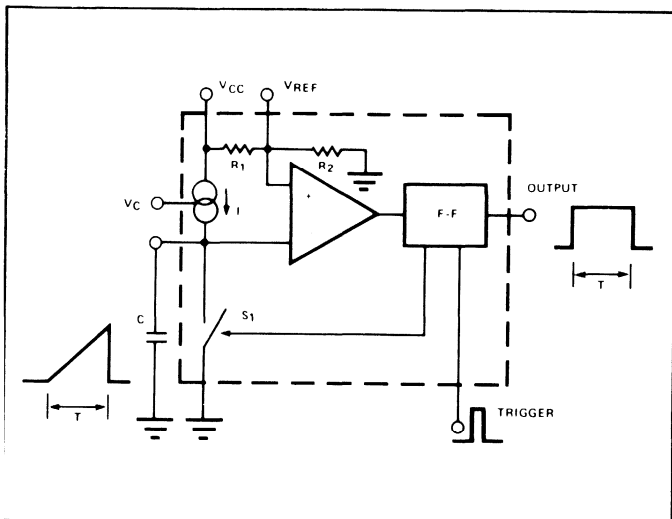 VCC VREF
R1 R2
VC
I
+
F-F
OUTPUT
T
C
S1
T
TRIGGER